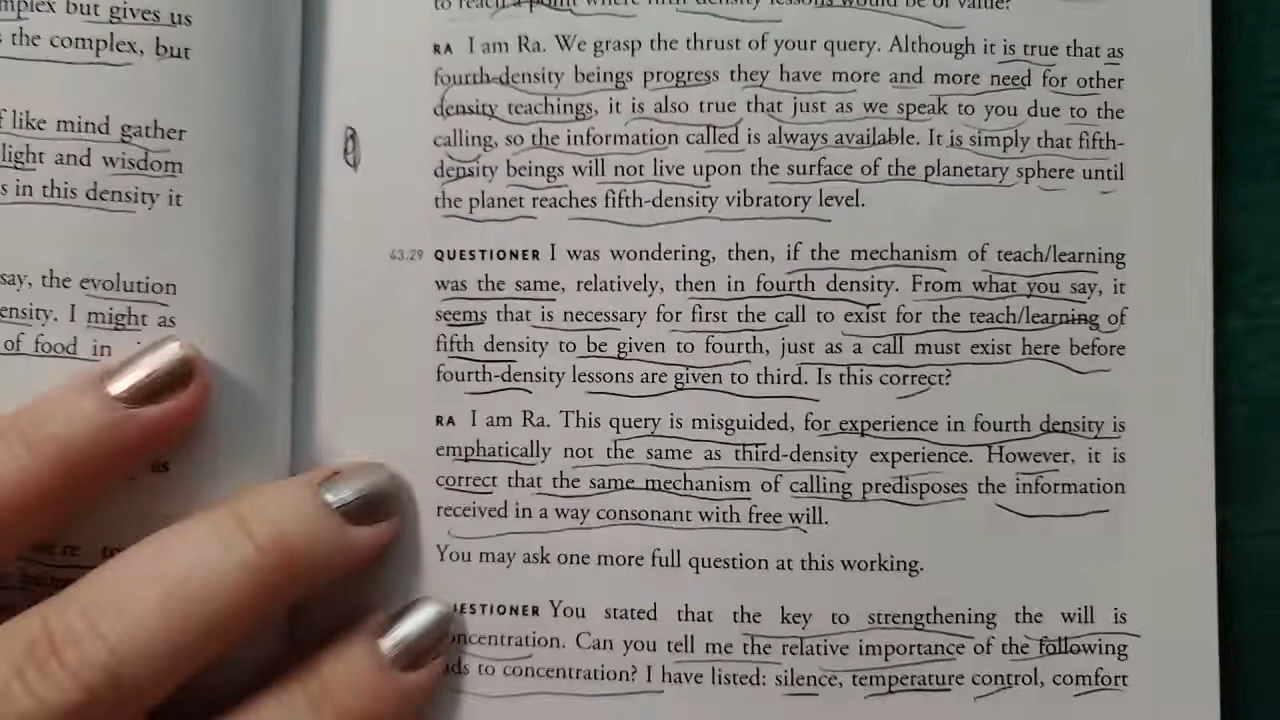 mplex but gives us
the complex, but
f like mind gather
light and wisdom
s in this density it
say, the evolution
ensity. I might as
of food in
as
to reach a point where fifth density lessons would be of value?
RA I am Ra. We grasp the thrust of your query. Although it is true that as
fourth-density beings progress they have more and more need for other
density teachings, it is also true that just as we speak to you due to the
calling, so the information called is always available. It is simply that fifth-
density beings will not live upon the surface of the planetary sphere until
the planet reaches fifth-density vibratory level.
43.29 QUESTIONER I was wondering, then, if the mechanism of teach/learning
was the same, relatively, then in fourth density. From what you say, it
seems that is necessary for first the call to exist for the teach/learning of
fifth density to be given to fourth, just as a call must exist here before
fourth-density lessons are given to third. Is this correct?
RA I am Ra. This query is misguided, for experience in fourth density is
emphatically not the same as third-density experience. However, it is
correct that the same mechanism of calling predisposes the information
received in a way consonant with free will.
You may ask one more full question at this working.
ESTIONER You stated that the key to strengthening the will is
ncentration. Can you tell me the relative importance of the following
ds to concentration? I have listed: silence, temperature control, comfort